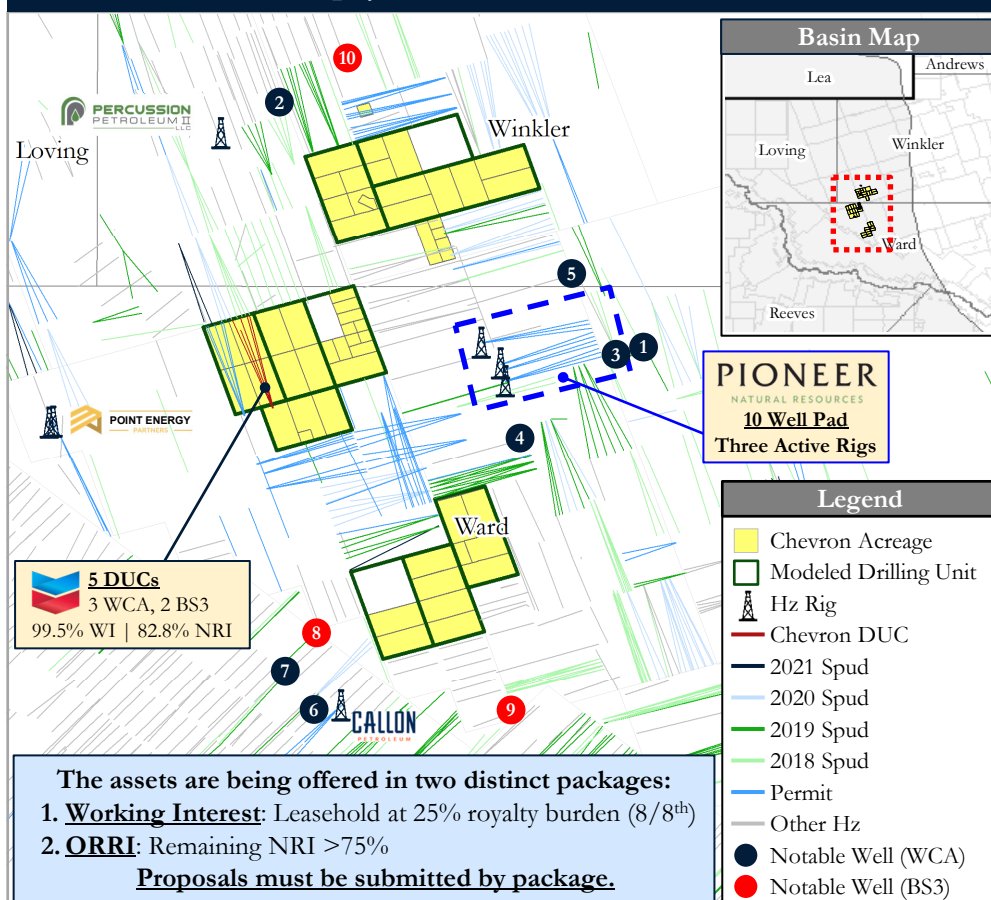 Basin Map
Lea
Andrews
Loving
Winkler
Ward
Reeves
10
2
PERCUSSION
PETROLEUM II
LLC
Loving
Winkler
5
3
1
PIONEER
NATURAL RESOURCES
10 Well Pad
Three Active Rigs
POINT ENERGY
PARTNERS
4
Ward
5 DUCs
3 WCA, 2 BS3
99.5% WI | 82.8% NRI
8
7
6
CALLON
PETROLEUM
9
Legend
Chevron Acreage
Modeled Drilling Unit
Hz Rig
Chevron DUC
2021 Spud
2020 Spud
2019 Spud
2018 Spud
Permit
Other Hz
Notable Well (WCA)
Notable Well (BS3)
The assets are being offered in two distinct packages:
1. Working Interest: Leasehold at 25% royalty burden (8/8th)
2. ORRI: Remaining NRI >75%
Proposals must be submitted by package.